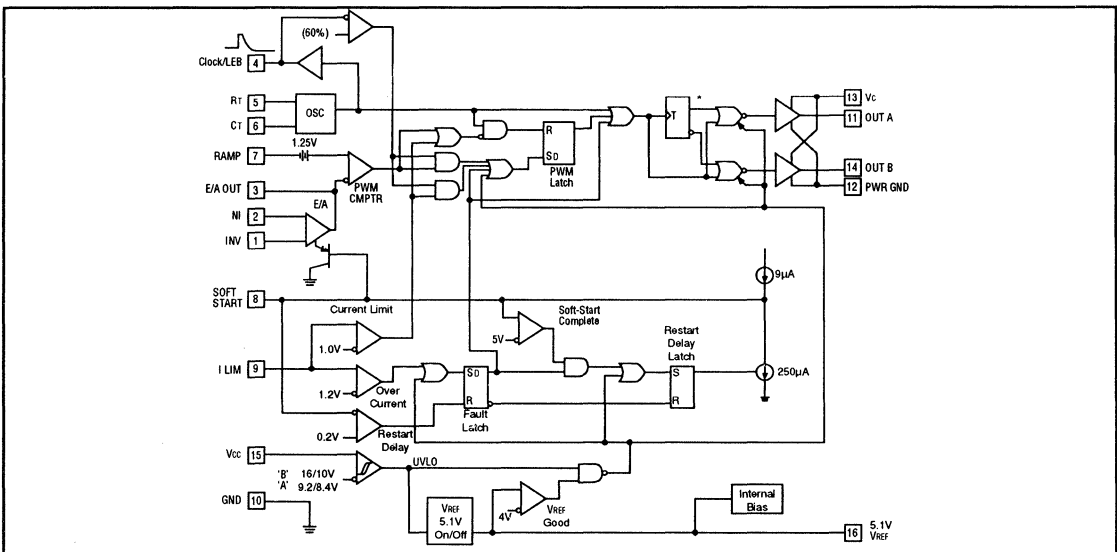 (60%)
Clock/LEB 4
RT 5
OSC
CT 6
1.25V
RAMP 7
PWM
CMPTR
E/A OUT 3
E/A
NI 2
INV 1
R
SD
PWM
Latch
T
*
13 Vc
11 OUT A
14 OUT B
12 PWR GND
9µA
SOFT
START 8
Current Limit
Soft-Start
Complete
5V
1.0V
Restart
Delay
Latch
I LIM 9
1.2V
Over
Current
SD
R
Fault
Latch
S
R
250µA
0.2V
Restart
Delay
Vcc 15
'B' 16/10V
'A' 9.2/8.4V
UVLO
GND 10
VREF
5.1V
On/Off
4V
VREF
Good
Internal
Bias
16 5.1V
VREF